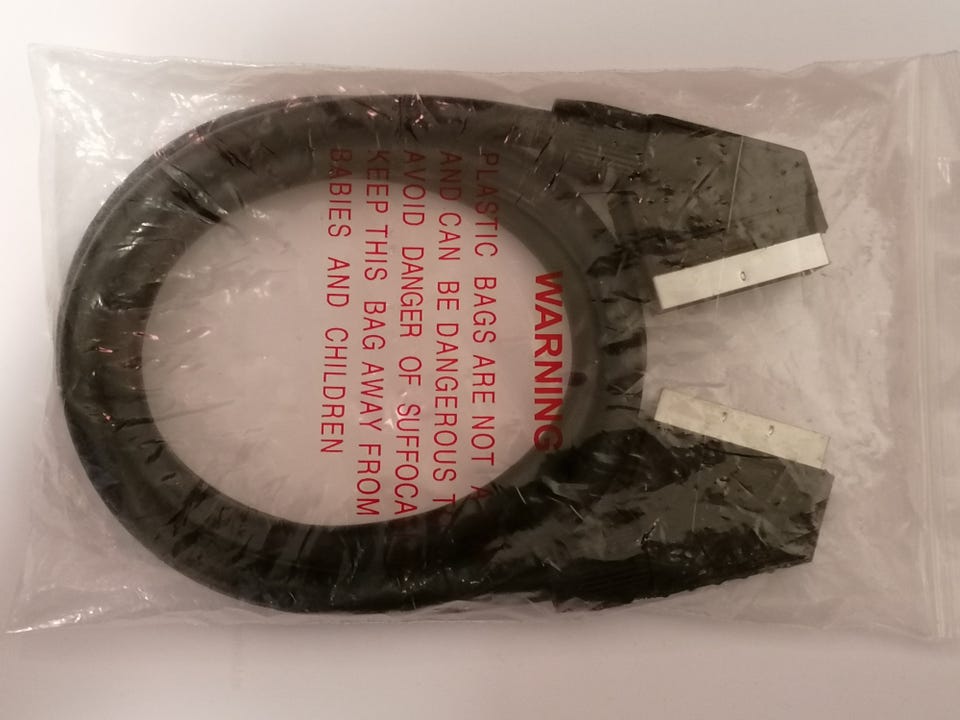 WARNING
PLASTIC BAGS ARE NOT A
AND CAN BE DANGEROUS T
AVOID DANGER OF SUFFOCA
KEEP THIS BAG AWAY FROM
BABIES AND CHILDREN